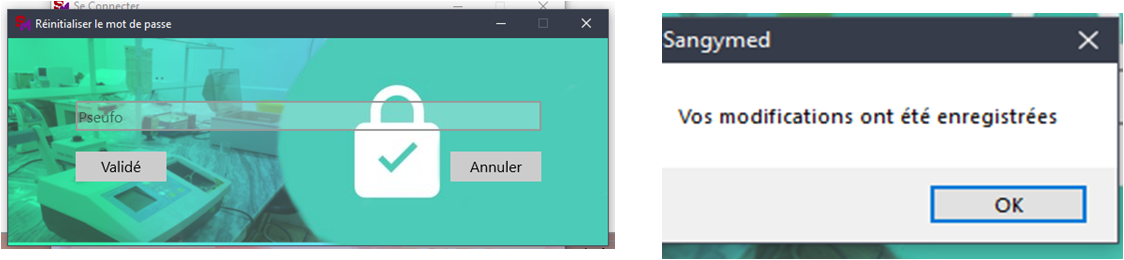 Se Connecter
Réinitialiser le mot de passe
Pseufo
Validé
Annuler
Sangymed
Vos modifications ont été enregistrées
OK